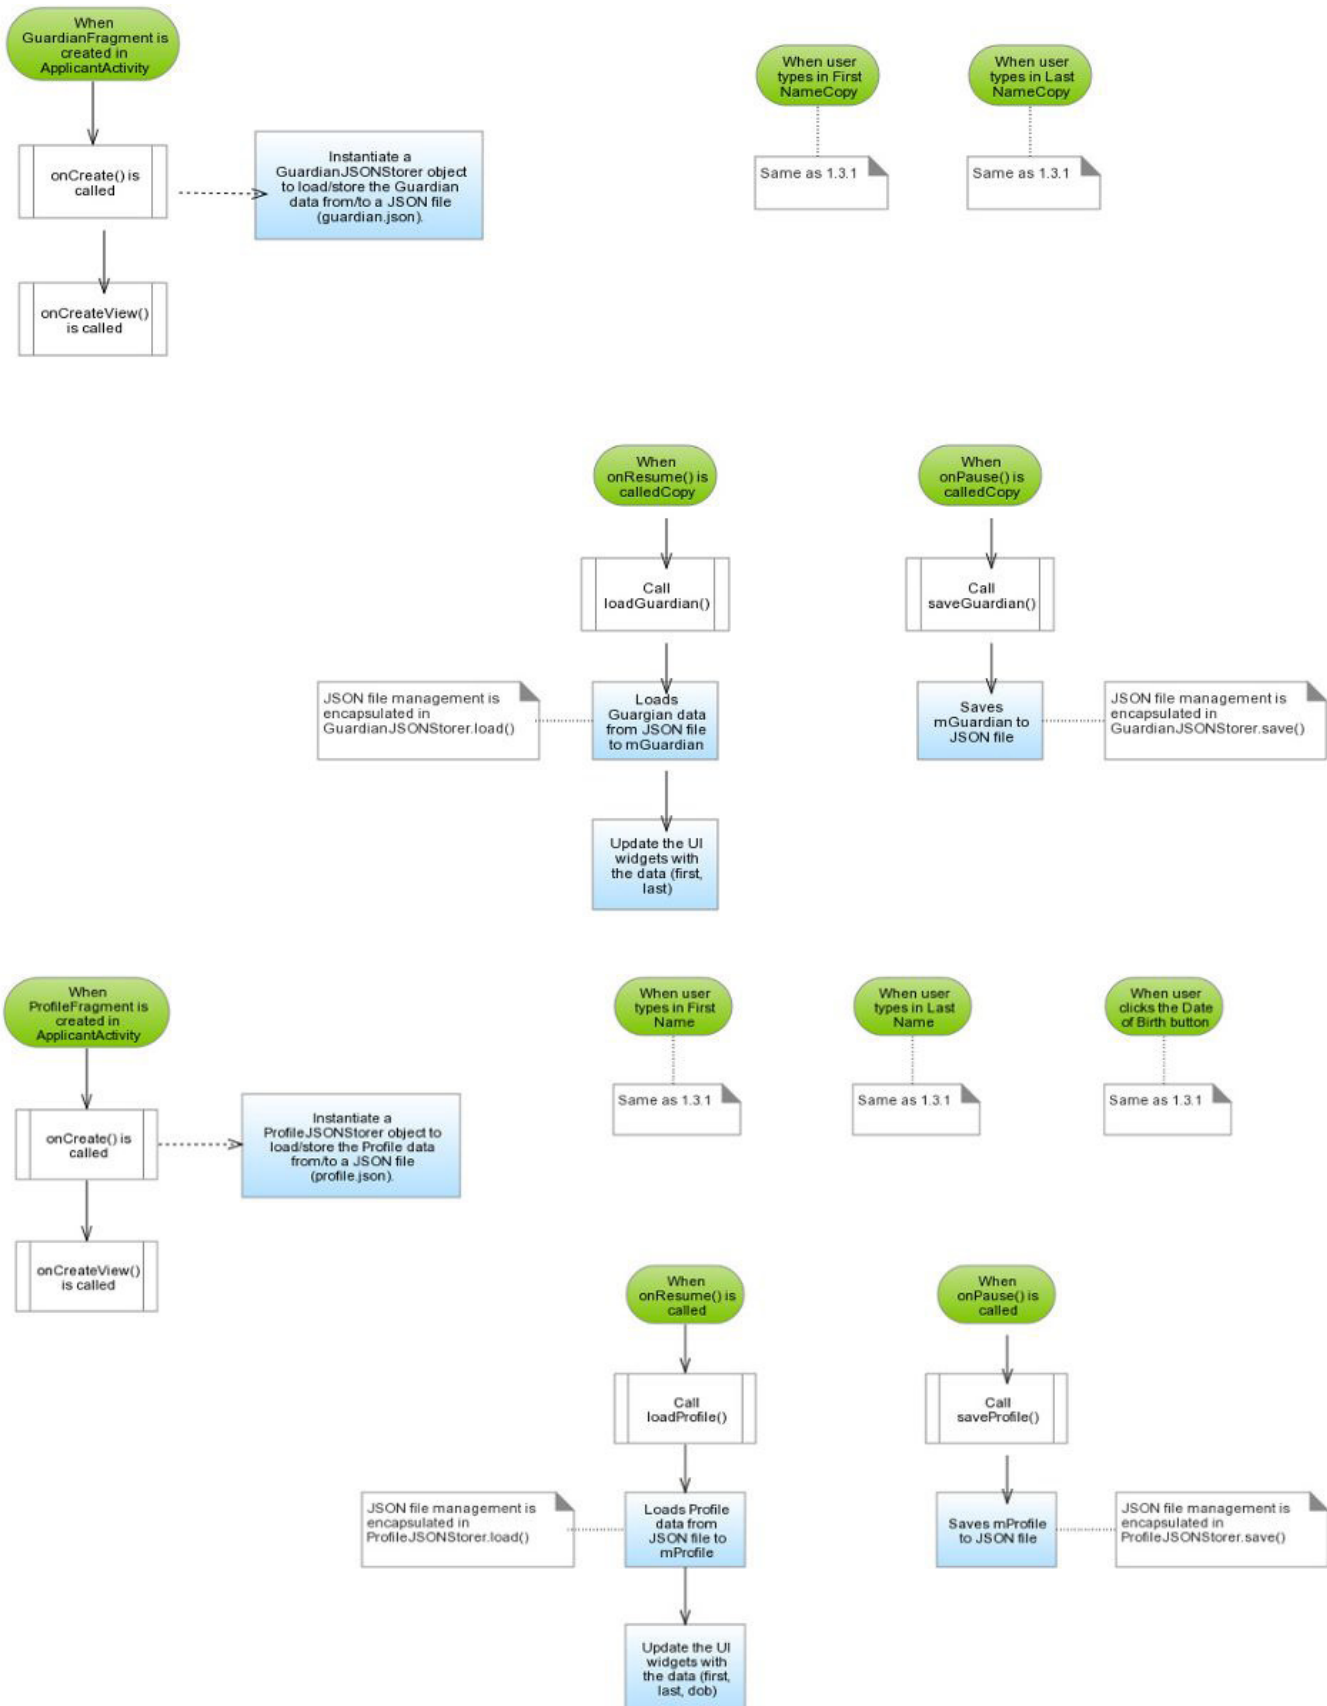 When
GuardianFragment is
created in
ApplicantActivity
When user
types in First
NameCopy
When user
types in Last
NameCopy
onCreate() is
called
Instantiate a
GuardianJSONStorer object
to load/store the Guardian
data from/to a JSON file
(guardian.json).
Same as 1.3.1
Same as 1.3.1
onCreateView()
is called
When
onResume() is
calledCopy
When
onPause() is
calledCopy
Call
loadGuardian()
Call
saveGuardian()
JSON file management is
encapsulated in
GuardianJSONStorer.load()
Loads
Guargian data
from JSON file
to mGuardian
Saves
mGuardian to
JSON file
JSON file management is
encapsulated in
GuardianJSONStorer.save()
Update the UI
widgets with
the data (first,
last)
When
ProfileFragment is
created in
ApplicantActivity
When user
types in First
Name
When user
types in Last
Name
When user
clicks the Date
of Birth button
onCreate() is
called
Instantiate a
ProfileJSONStorer object to
load/store the Profile data
from/to a JSON file
(profile.json).
Same as 1.3.1
Same as 1.3.1
Same as 1.3.1
onCreateView()
is called
When
onResume() is
called
When
onPause() is
called
Call
loadProfile()
Call
saveProfile()
JSON file management is
encapsulated in
ProfileJSONStorer.load()
Loads Profile
data from
JSON file to
mProfile
Saves mProfile
to JSON file
JSON file management is
encapsulated in
ProfileJSONStorer.save()
Update the UI
widgets with
the data (first,
last, dob)